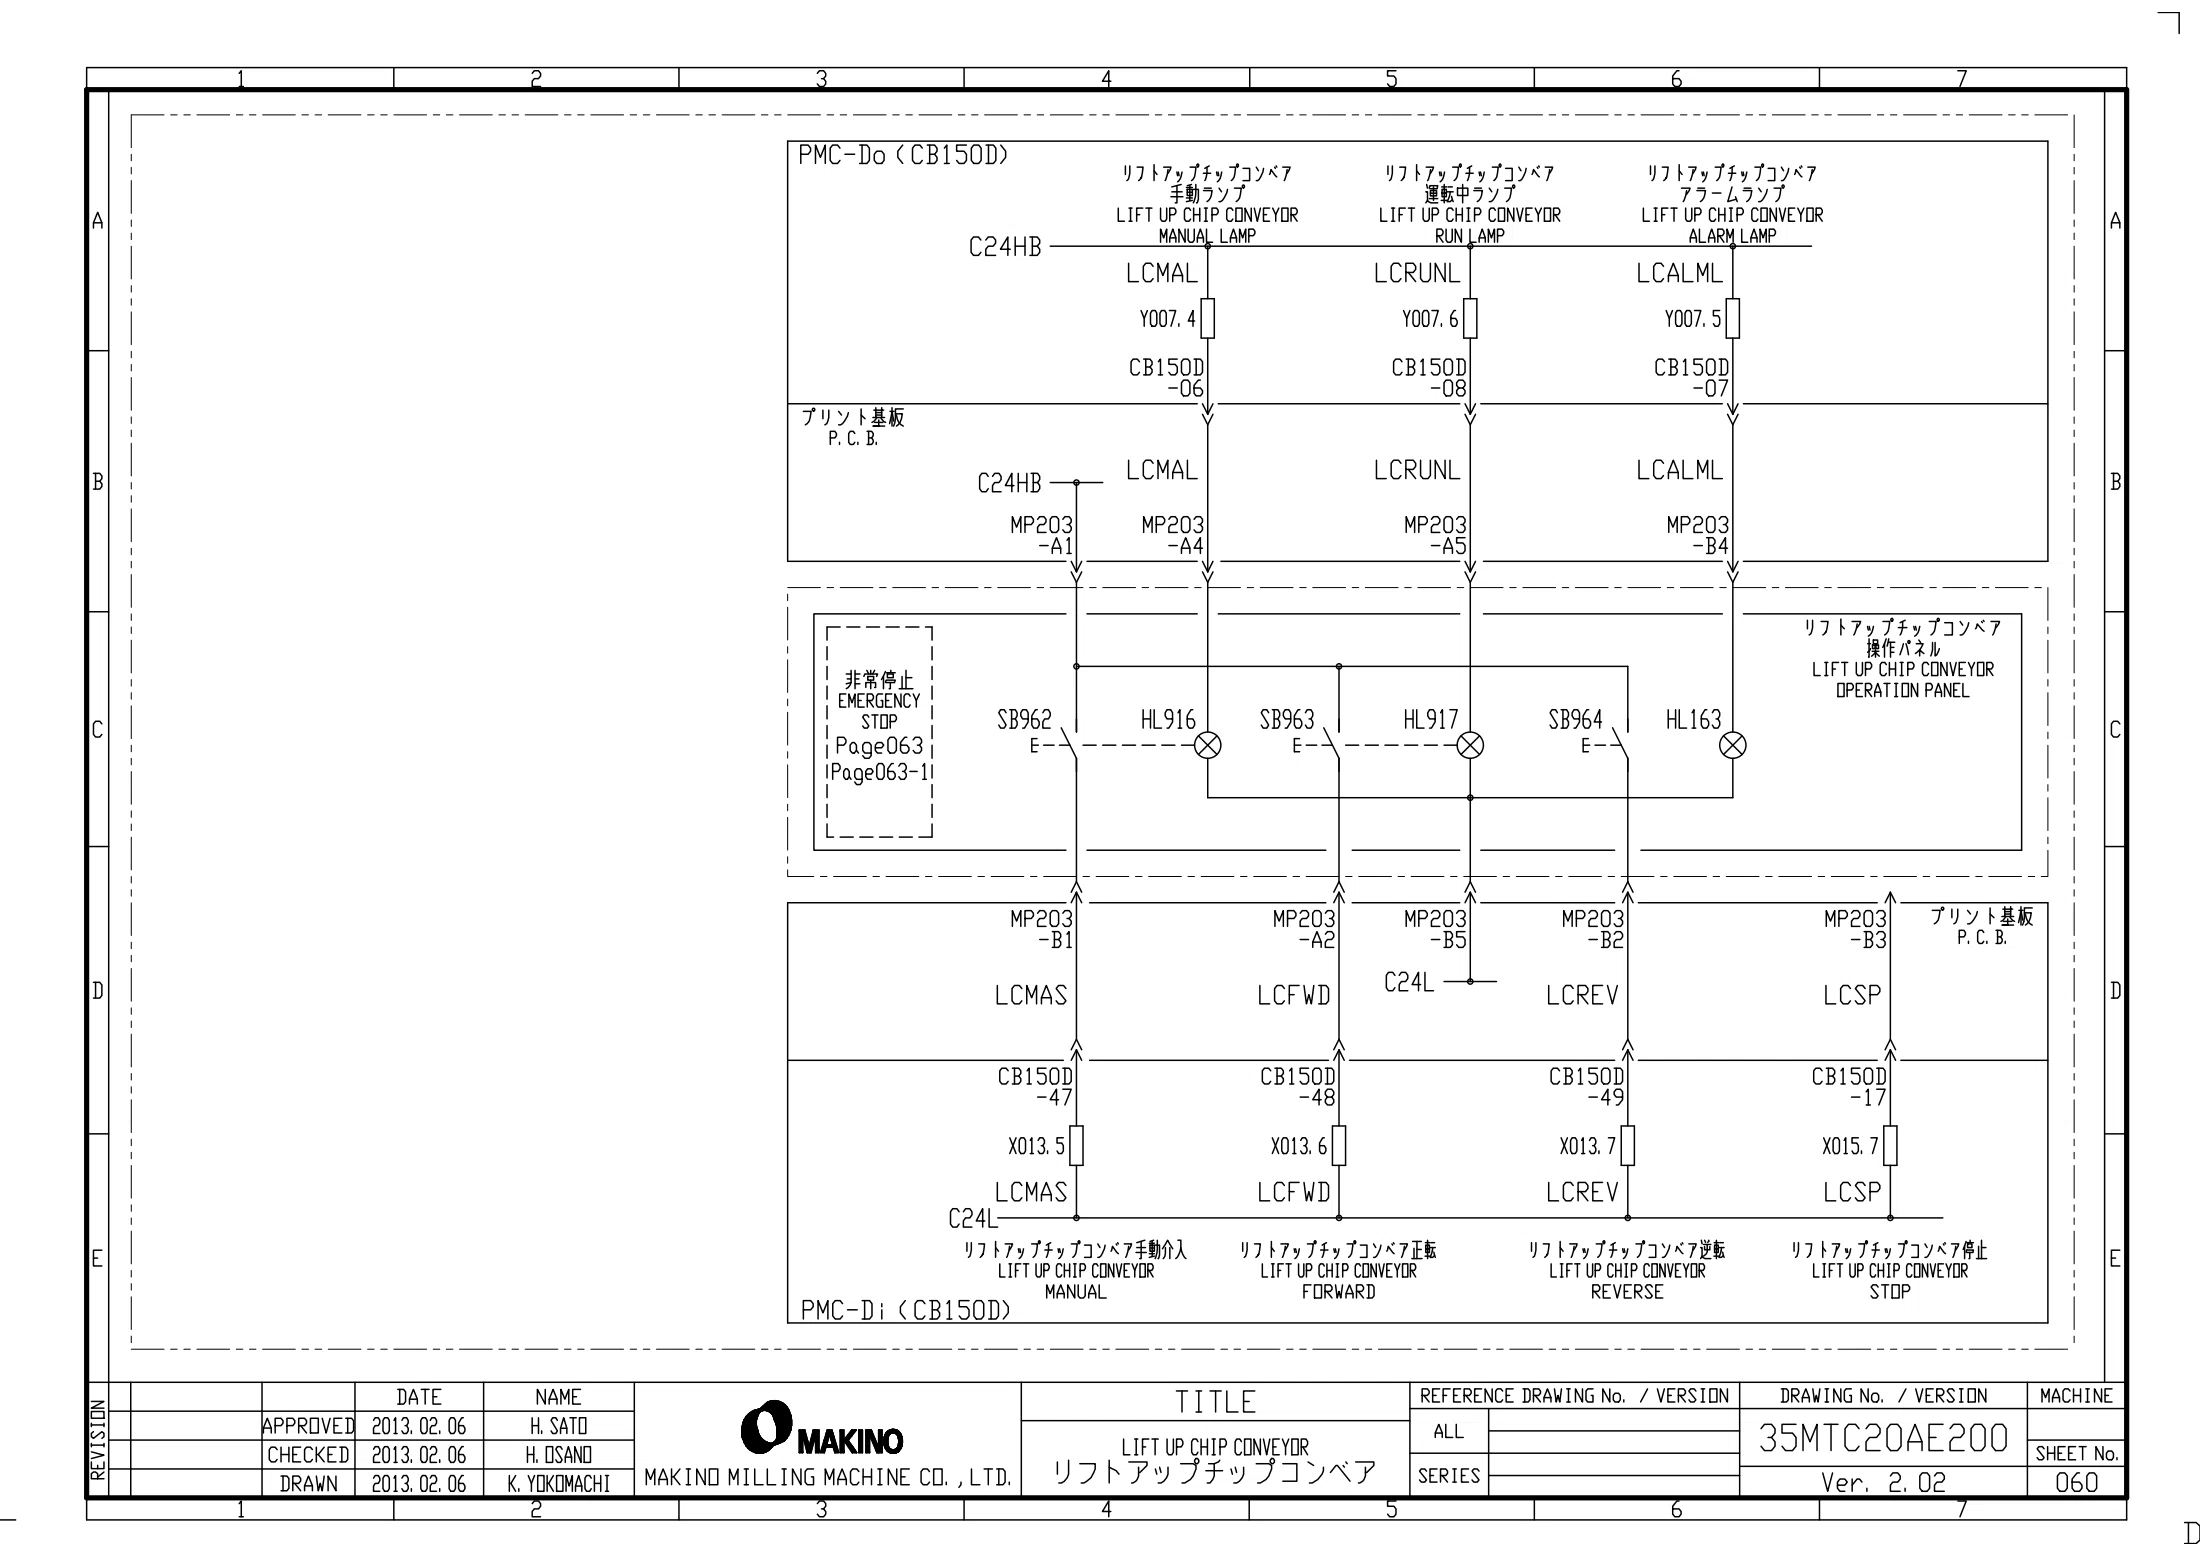 1 2 3 4 5 6 7
A A
B B
C C
D D
E E
PMC-Do (CB150D)
リフトアップチップコンベア リフトアップチップコンベア リフトアップチップコンベア
手動ランプ 運転中ランプ アラームランプ
LIFT UP CHIP CONVEYOR LIFT UP CHIP CONVEYOR LIFT UP CHIP CONVEYOR
MANUAL LAMP RUN LAMP ALARM LAMP
C24HB
LCMAL LCRUNL LCALML
Y007.4 Y007.6 Y007.5
CB150D CB150D CB150D
-06 -08 -07
プリント基板
P.C.B.
LCMAL LCRUNL LCALML
C24HB
MP203 MP203 MP203 MP203
-A1 -A4 -A5 -B4
リフトアップチップコンベア
操作パネル
LIFT UP CHIP CONVEYOR
OPERATION PANEL
非常停止
EMERGENCY
STOP
Page063
Page063-1
SB962 HL916 SB963 HL917 SB964 HL163
E E E
MP203 MP203 MP203 MP203 MP203
-B1 -A2 -B5 -B2 -B3
プリント基板
P.C.B.
C24L
LCMAS LCFWD LCREV LCSP
CB150D CB150D CB150D CB150D
-47 -48 -49 -17
X013.5 X013.6 X013.7 X015.7
LCMAS LCFWD LCREV LCSP
C24L
リフトアップチップコンベア手動介入 リフトアップチップコンベア正転 リフトアップチップコンベア逆転 リフトアップチップコンベア停止
LIFT UP CHIP CONVEYOR LIFT UP CHIP CONVEYOR LIFT UP CHIP CONVEYOR LIFT UP CHIP CONVEYOR
MANUAL FORWARD REVERSE STOP
PMC-Di (CB150D)
REVISION
DATE NAME
APPROVED 2013.02.06 H.SATO
CHECKED 2013.02.06 H.OSANO
DRAWN 2013.02.06 K.YOKOMACHI
MAKINO
MAKINO MILLING MACHINE CO.,LTD.
TITLE
LIFT UP CHIP CONVEYOR
リフトアップチップコンベア
REFERENCE DRAWING No. / VERSION
ALL
SERIES
DRAWING No. / VERSION
35MTC20AE200
Ver. 2.02
MACHINE
SHEET No.
060
1 2 3 4 5 6 7
D